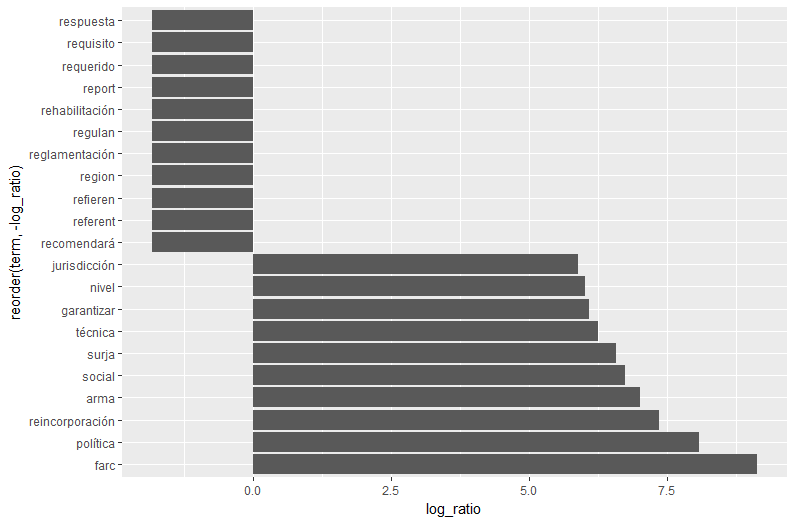 respuesta
requisito
requerido
report
rehabilitación
regulan
reglamentación
region
refieren
referent
recomendará
jurisdicción
nivel
garantizar
técnica
surja
social
arma
reincorporación
política
farc
reorder(term, -log_ratio)
0.0 2.5 5.0 7.5
log_ratio